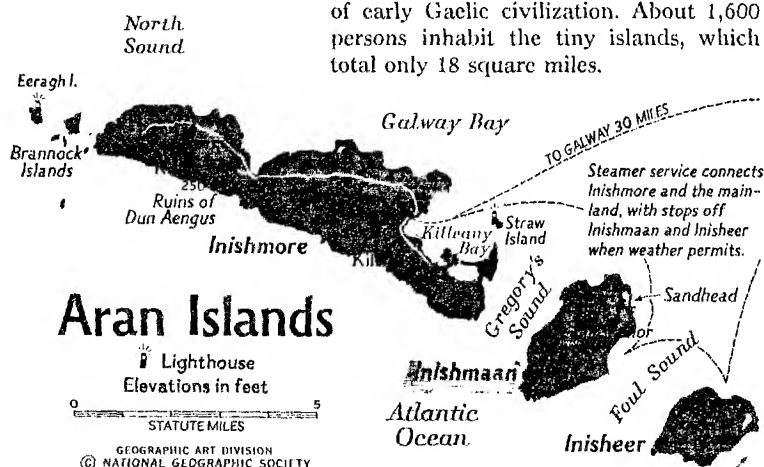 of early Gaelic civilization. About 1,600
persons inhabit the tiny islands, which
total only 18 square miles.
North
Sound
Eeragh I.
Galway Bay
TO GALWAY 30 MILES
Brannock
Islands
250
Ruins of
Dun Aengus
Steamer service connects
Inishmore and the main-
land, with stops off
Inishmaan and Inisheer
when weather permits.
Straw
Island
Killeany
Bay
Inishmore
Gregory's
Sound
Sandhead
Aran Islands
Lighthouse
Elevations in feet
0 5
STATUTE MILES
GEOGRAPHIC ART DIVISION
© NATIONAL GEOGRAPHIC SOCIETY
Inishmaan
Foul Sound
Atlantic
Ocean
Inisheer